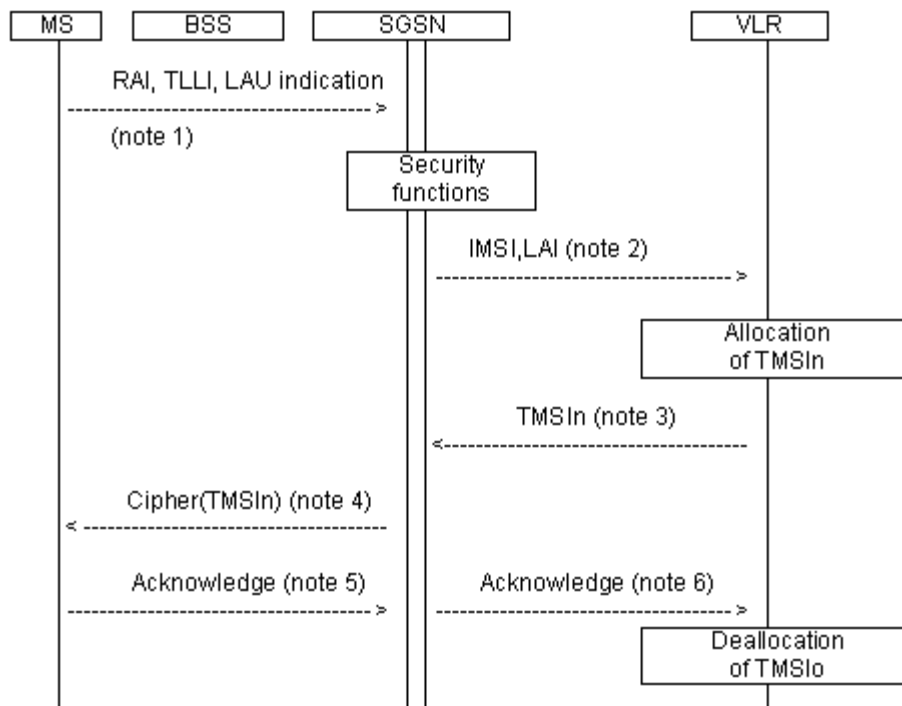 MS BSS SGSN VLR
RAI, TLLI, LAU indication
(note 1)
Security
functions
IMSI,LAI (note 2)
Allocation
of TMSIn
TMSIn (note 3)
Cipher(TMSIn) (note 4)
Acknowledge (note 5) Acknowledge (note 6)
Deallocation
of TMSIo